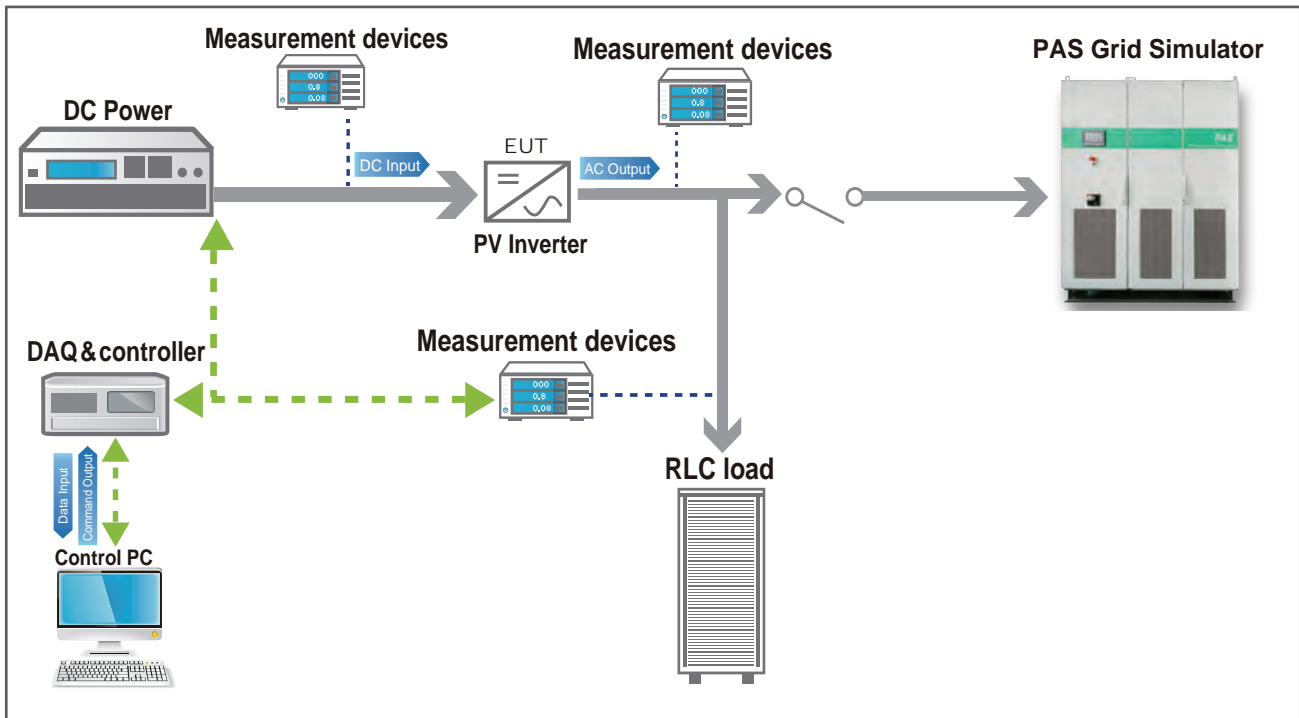 Measurement devices
Measurement devices
PAS Grid Simulator
000
0.8
0.08
000
0.8
0.08
DC Power
PAS
EUT
DC Input
AC Output
PV Inverter
Measurement devices
DAQ & controller
000
0.8
0.08
RLC load
Data Input
Command Output
Control PC